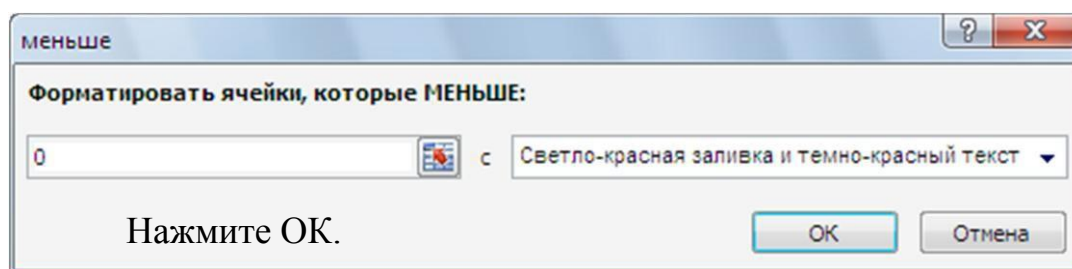 меньше
Форматировать ячейки, которые МЕНЬШЕ:
0 с Светло-красная заливка и темно-красный текст
Нажмите ОК. ОК Отмена